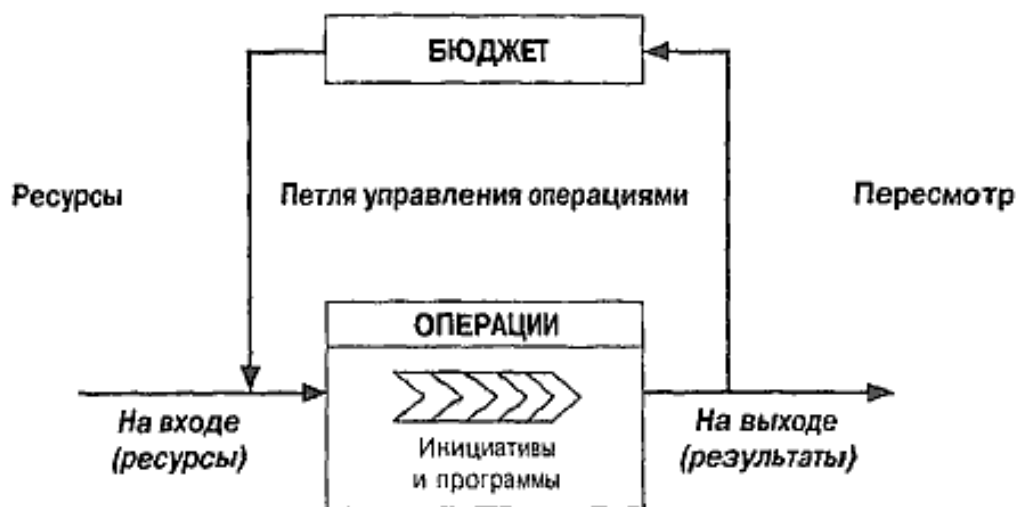 БЮДЖЕТ
Ресурсы
Петля управления операциями
Пересмотр
ОПЕРАЦИИ
На входе
(ресурсы)
Инициативы
и программы
На выходе
(результаты)